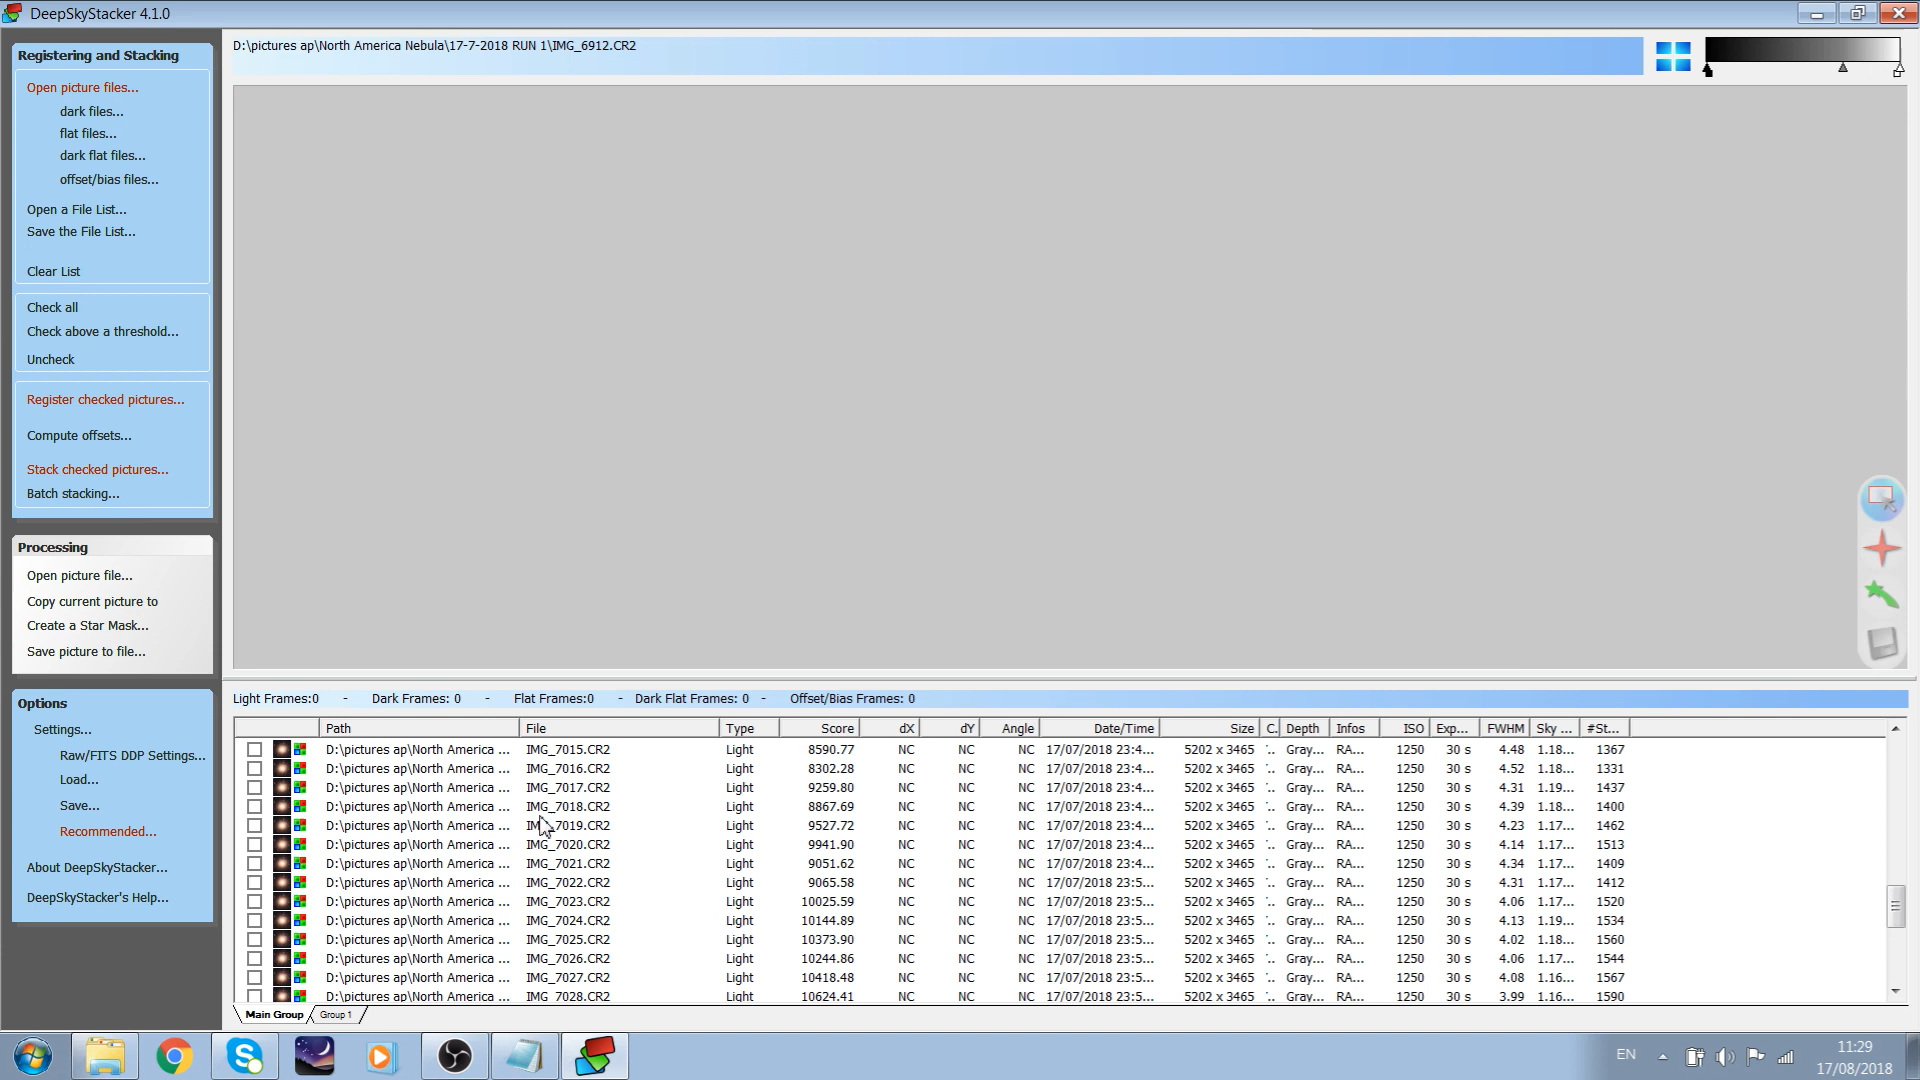 DeepSkyStacker 4.1.0
Registering and Stacking
Open picture files...
dark files...
flat files...
dark flat files...
offset/bias files...
Open a File List...
Save the File List...
Clear List
Check all
Check above a threshold...
Uncheck
Register checked pictures...
Compute offsets...
Stack checked pictures...
Batch stacking...
Processing
Open picture file...
Copy current picture to
Create a Star Mask...
Save picture to file...
Options
Settings...
Raw/FITS DDP Settings...
Load...
Save...
Recommended...
About DeepSkyStacker...
DeepSkyStacker's Help...
D:\pictures ap\North America Nebula\17-7-2018 RUN 1\IMG_6912.CR2
Light Frames:0 - Dark Frames: 0 - Flat Frames:0 - Dark Flat Frames: 0 - Offset/Bias Frames: 0
Path File Type Score dX dY Angle Date/Time Size C. Depth Infos ISO Exp... FWHM Sky ... #St...
D:\pictures ap\North America ... IMG_7015.CR2 Light 8590.77 NC NC NC 17/07/2018 23:4... 5202 x 3465 Gray... RA... 1250 30 s 4.48 1.18... 1367
D:\pictures ap\North America ... IMG_7016.CR2 Light 8302.28 NC NC NC 17/07/2018 23:4... 5202 x 3465 Gray... RA... 1250 30 s 4.52 1.18... 1331
D:\pictures ap\North America ... IMG_7017.CR2 Light 9259.80 NC NC NC 17/07/2018 23:4... 5202 x 3465 Gray... RA... 1250 30 s 4.31 1.19... 1437
D:\pictures ap\North America ... IMG_7018.CR2 Light 8867.69 NC NC NC 17/07/2018 23:4... 5202 x 3465 Gray... RA... 1250 30 s 4.39 1.18... 1400
D:\pictures ap\North America ... IMG_7019.CR2 Light 9527.72 NC NC NC 17/07/2018 23:4... 5202 x 3465 Gray... RA... 1250 30 s 4.23 1.17... 1462
D:\pictures ap\North America ... IMG_7020.CR2 Light 9941.90 NC NC NC 17/07/2018 23:4... 5202 x 3465 Gray... RA... 1250 30 s 4.14 1.17... 1513
D:\pictures ap\North America ... IMG_7021.CR2 Light 9051.62 NC NC NC 17/07/2018 23:4... 5202 x 3465 Gray... RA... 1250 30 s 4.34 1.17... 1409
D:\pictures ap\North America ... IMG_7022.CR2 Light 9065.58 NC NC NC 17/07/2018 23:5... 5202 x 3465 Gray... RA... 1250 30 s 4.31 1.17... 1412
D:\pictures ap\North America ... IMG_7023.CR2 Light 10025.59 NC NC NC 17/07/2018 23:5... 5202 x 3465 Gray... RA... 1250 30 s 4.06 1.17... 1520
D:\pictures ap\North America ... IMG_7024.CR2 Light 10144.89 NC NC NC 17/07/2018 23:5... 5202 x 3465 Gray... RA... 1250 30 s 4.13 1.19... 1534
D:\pictures ap\North America ... IMG_7025.CR2 Light 10373.90 NC NC NC 17/07/2018 23:5... 5202 x 3465 Gray... RA... 1250 30 s 4.02 1.18... 1560
D:\pictures ap\North America ... IMG_7026.CR2 Light 10244.86 NC NC NC 17/07/2018 23:5... 5202 x 3465 Gray... RA... 1250 30 s 4.06 1.17... 1544
D:\pictures ap\North America ... IMG_7027.CR2 Light 10418.48 NC NC NC 17/07/2018 23:5... 5202 x 3465 Gray... RA... 1250 30 s 4.08 1.16... 1567
D:\pictures ap\North America ... IMG_7028.CR2 Light 10624.41 NC NC NC 17/07/2018 23:5... 5202 x 3465 Gray... RA... 1250 30 s 3.99 1.16... 1590
Main Group Group 1
EN 11:29
17/08/2018